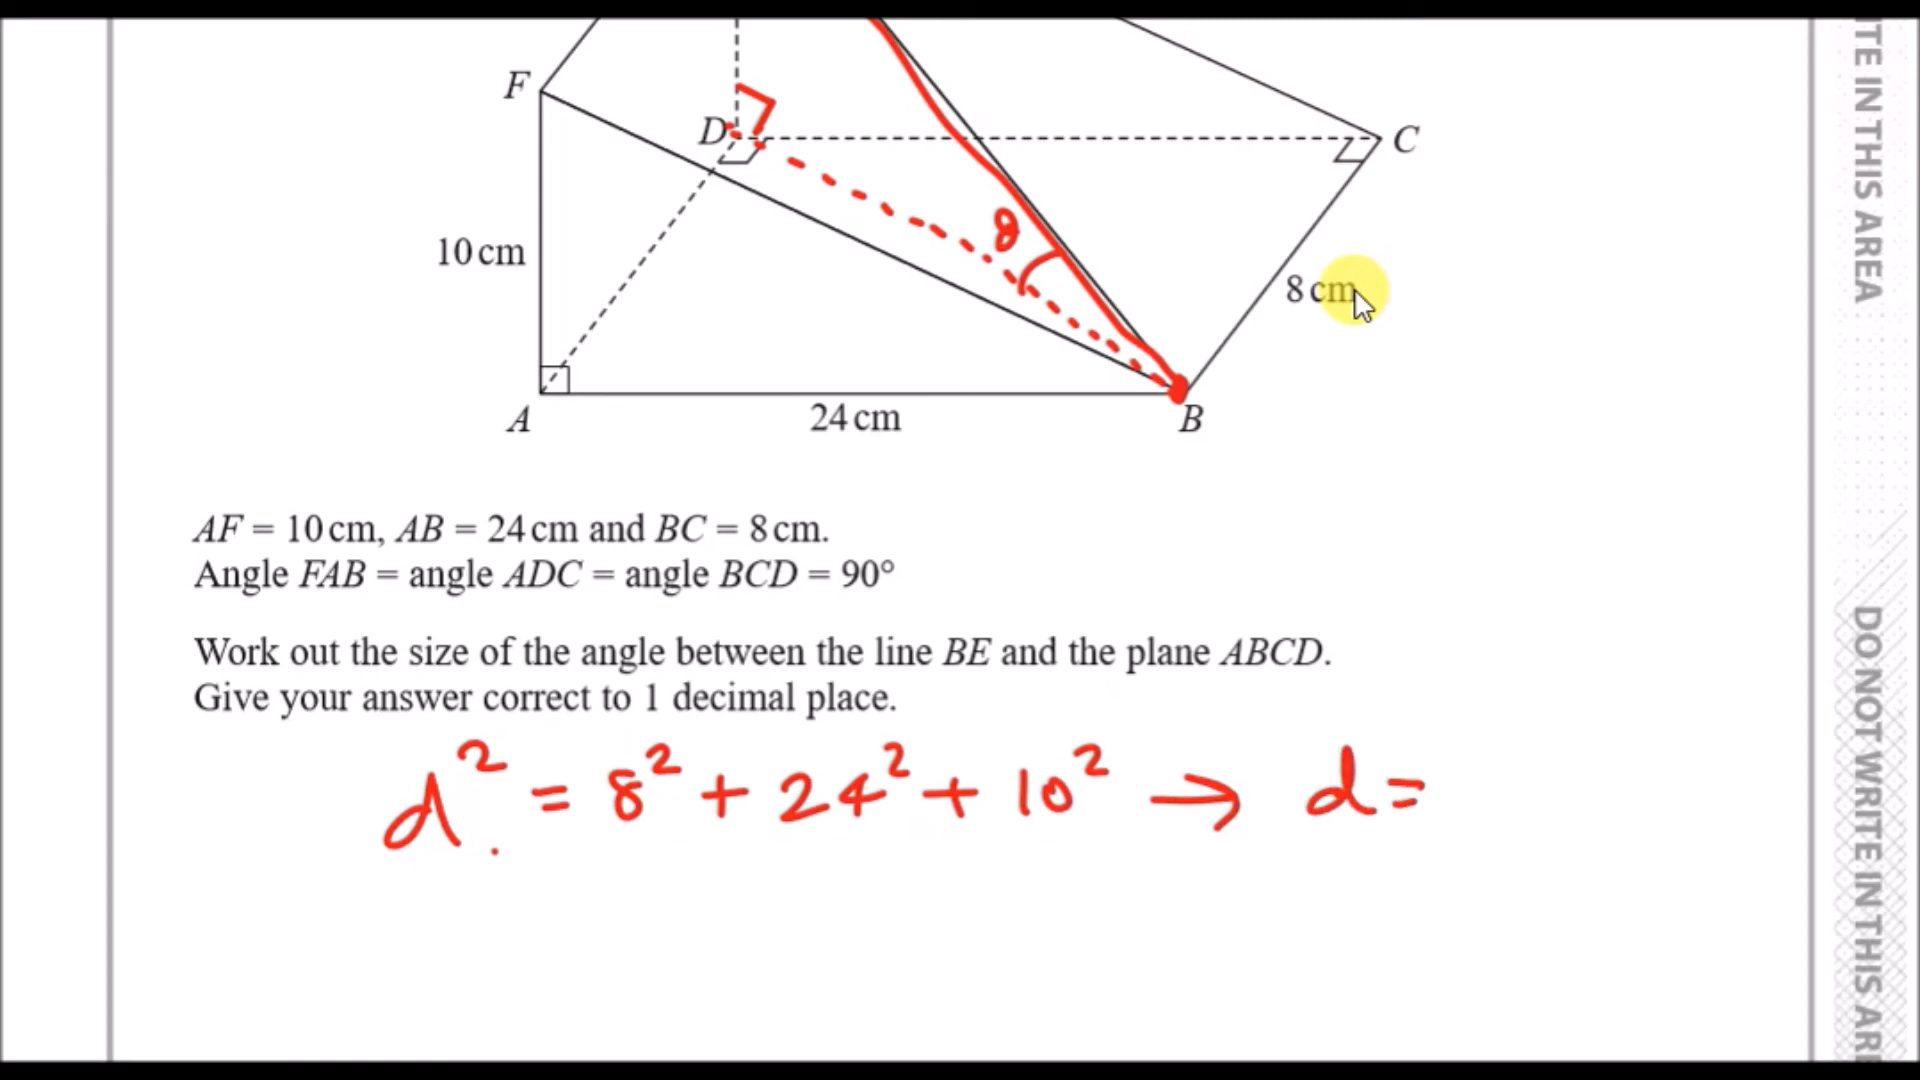 F
D
C
10 cm
θ
8 cm
A
24 cm
B
AF = 10 cm, AB = 24 cm and BC = 8 cm.
Angle FAB = angle ADC = angle BCD = 90°
Work out the size of the angle between the line BE and the plane ABCD.
Give your answer correct to 1 decimal place.
d² = 8² + 24² + 10² → d =
TE IN THIS AREA
DO NOT WRITE IN THIS AR